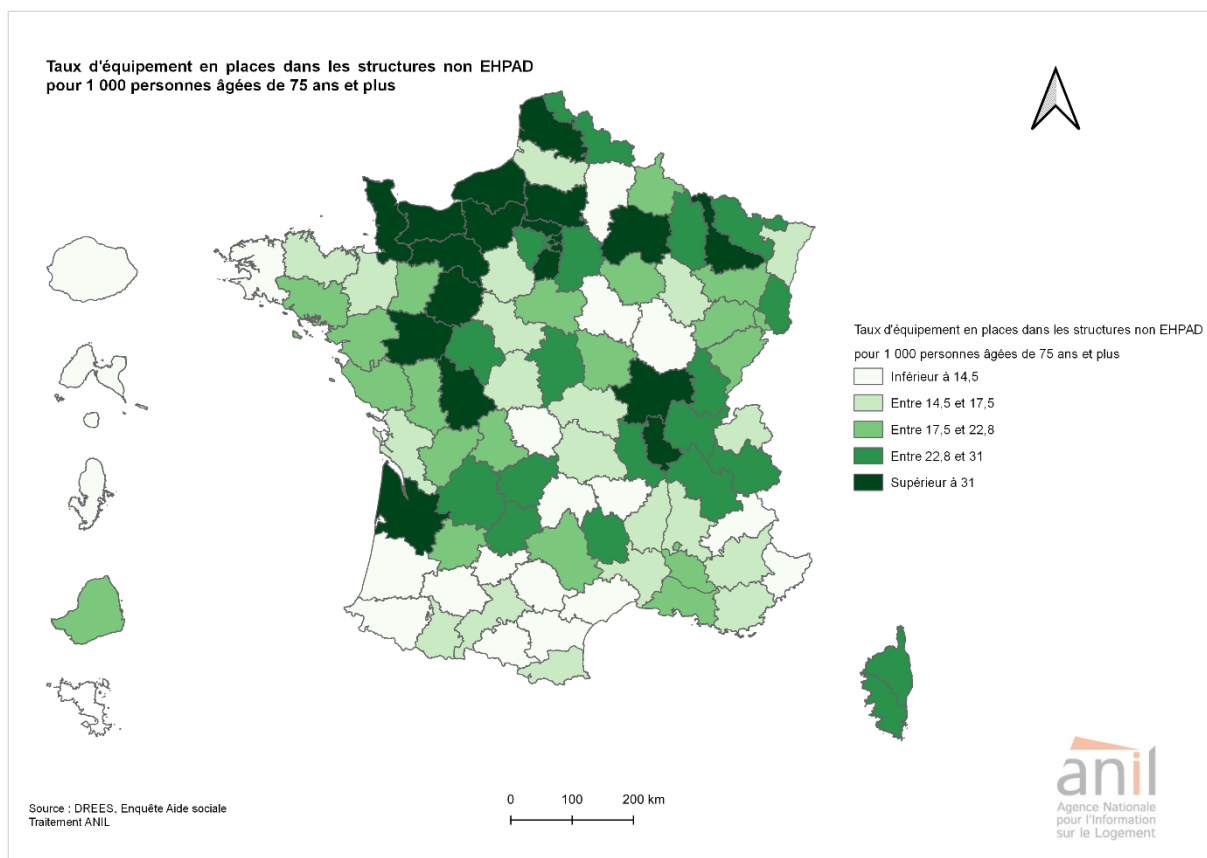 Taux d'équipement en places dans les structures non EHPAD
pour 1 000 personnes âgées de 75 ans et plus
Taux d'équipement en places dans les structures non EHPAD
pour 1 000 personnes âgées de 75 ans et plus
Inférieur à 14,5
Entre 14,5 et 17,5
Entre 17,5 et 22,8
Entre 22,8 et 31
Supérieur à 31
Source : DREES, Enquête Aide sociale
Traitement ANIL
0 100 200 km
anil
Agence Nationale
pour l'Information
sur le Logement